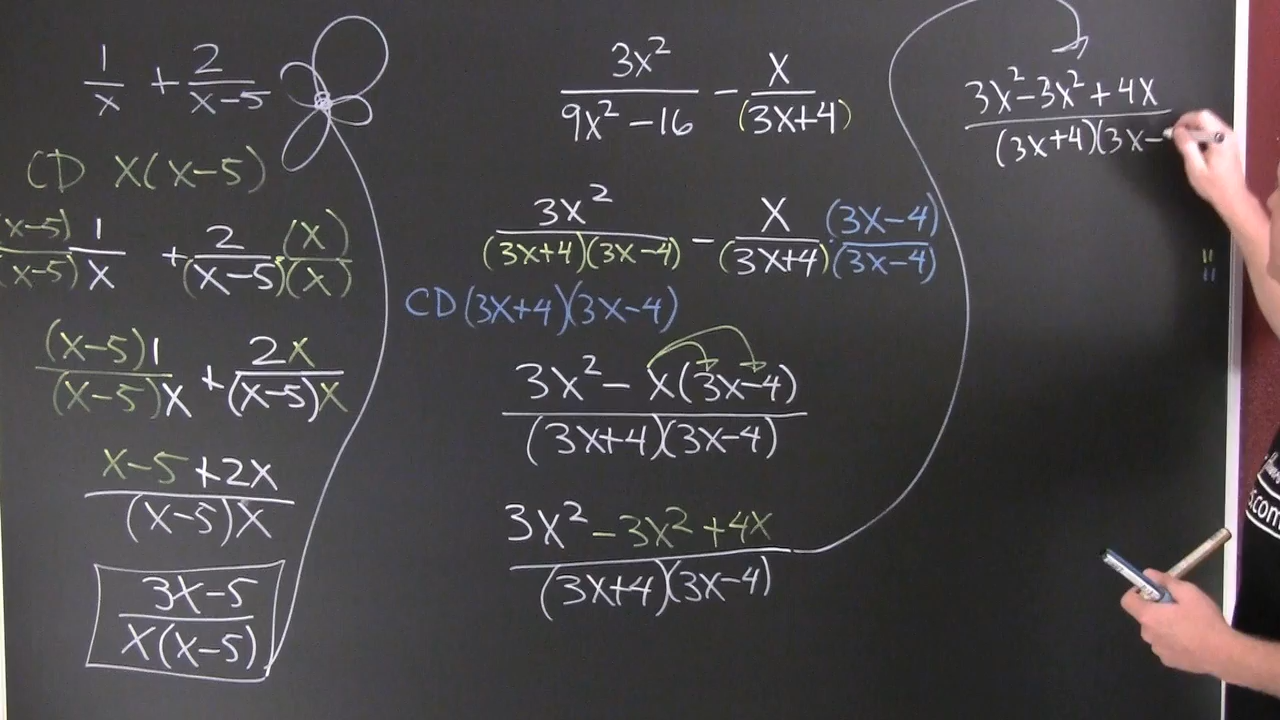 1/x + 2/(x-5)
CD x(x-5)
(x-5)/(x-5) 1/x + 2/(x-5) (x)/(x)
(x-5)1/(x-5)x + 2x/(x-5)x
x-5+2x/(x-5)x
3x-5/x(x-5)
3x²/9x²-16 - x/(3x+4)
3x²/(3x+4)(3x-4) - x/(3x+4) (3x-4)/(3x-4)
CD (3x+4)(3x-4)
3x² - x(3x-4)/(3x+4)(3x-4)
3x² - 3x² + 4x/(3x+4)(3x-4)
3x² - 3x² + 4x/(3x+4)(3x-
s.com